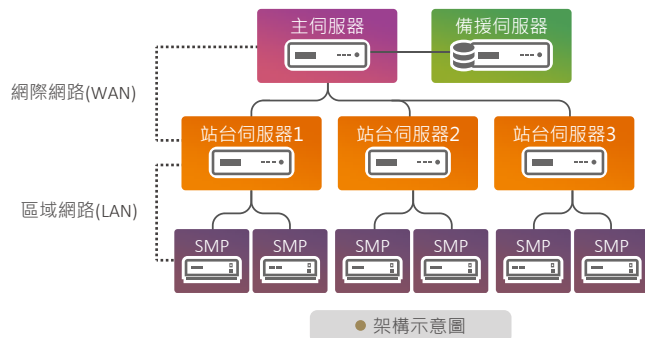 主伺服器
備援伺服器
網際網路(WAN)
站台伺服器1
站台伺服器2
站台伺服器3
區域網路(LAN)
SMP
SMP
SMP
SMP
SMP
SMP
架構示意圖